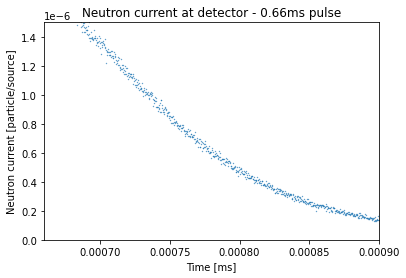 Neutron current at detector - 0.66ms pulse
1e−6
1.4
1.2
1.0
0.8
0.6
0.4
0.2
0.0
Neutron current [particle/source]
0.00070 0.00075 0.00080 0.00085 0.00090
Time [ms]